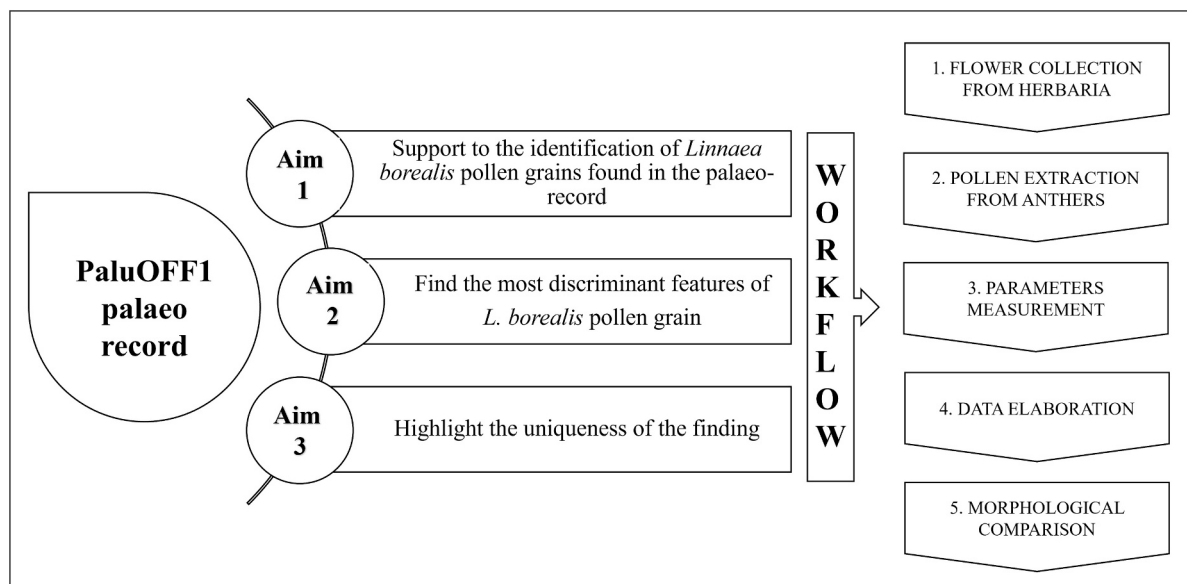 PaluOFF1
palaeo
record
Aim
1
Support to the identification of Linnaea
borealis pollen grains found in the palaeo-
record
Aim
2
Find the most discriminant features of
L. borealis pollen grain
Aim
3
Highlight the uniqueness of the finding
WORKFLOW
1. FLOWER COLLECTION
FROM HERBARIA
2. POLLEN EXTRACTION
FROM ANTHERS
3. PARAMETERS
MEASUREMENT
4. DATA ELABORATION
5. MORPHOLOGICAL
COMPARISON